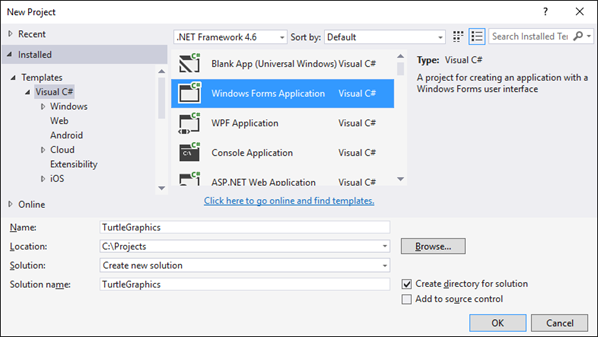 New Project
? ×
Recent
.NET Framework 4.6
Sort by: Default
Search Installed Te
Installed
Templates
Visual C#
Windows
Web
Android
Cloud
Extensibility
iOS
Online
Blank App (Universal Windows) Visual C#
Windows Forms Application Visual C#
WPF Application Visual C#
Console Application Visual C#
ASP.NET Web Application Visual C#
Click here to go online and find templates.
Type: Visual C#
A project for creating an application with a
Windows Forms user interface
Name: TurtleGraphics
Location: C:\Projects
Browse...
Solution: Create new solution
Solution name: TurtleGraphics
Create directory for solution
Add to source control
OK
Cancel